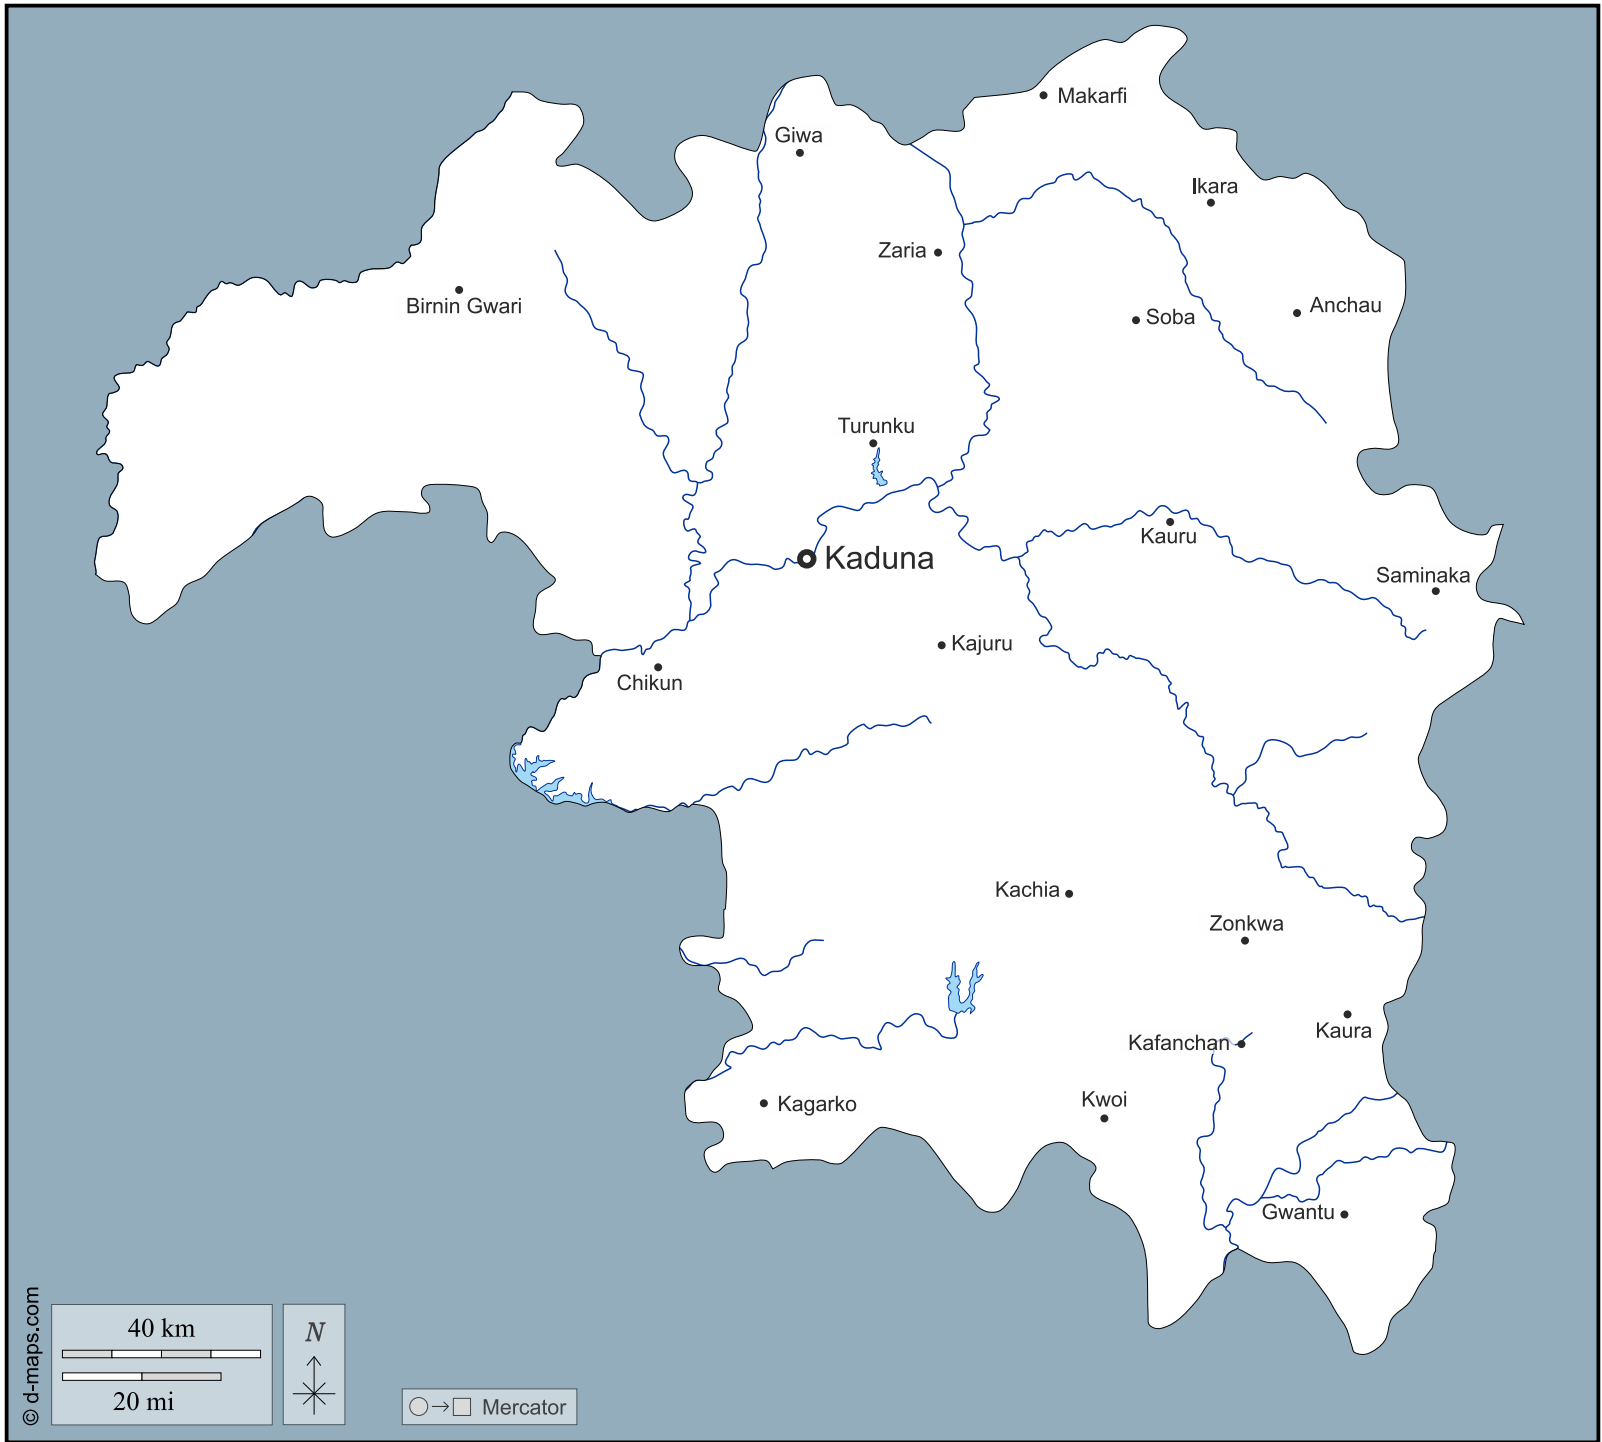 Makarfi
Giwa
Ikara
Zaria
Birnin Gwari
Anchau
Soba
Turunku
Kauru
Kaduna
Saminaka
Kajuru
Chikun
Kachia
Zonkwa
Kaura
Kafanchan
Kwoi
Kagarko
Gwantu
© d-maps.com
40 km
20 mi
N
Mercator